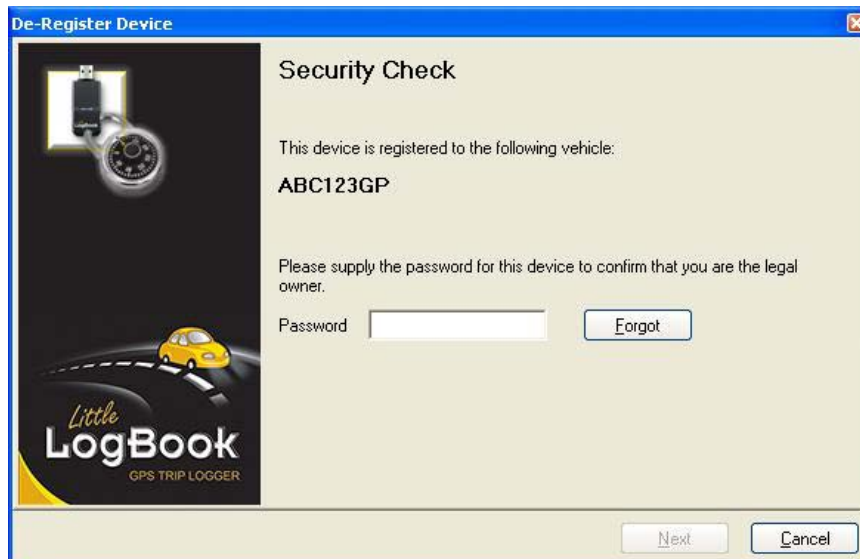 De-Register Device
Security Check
This device is registered to the following vehicle:
ABC123GP
Please supply the password for this device to confirm that you are the legal
owner.
Password
Forgot
Little
LogBook
GPS TRIP LOGGER
Next
Cancel